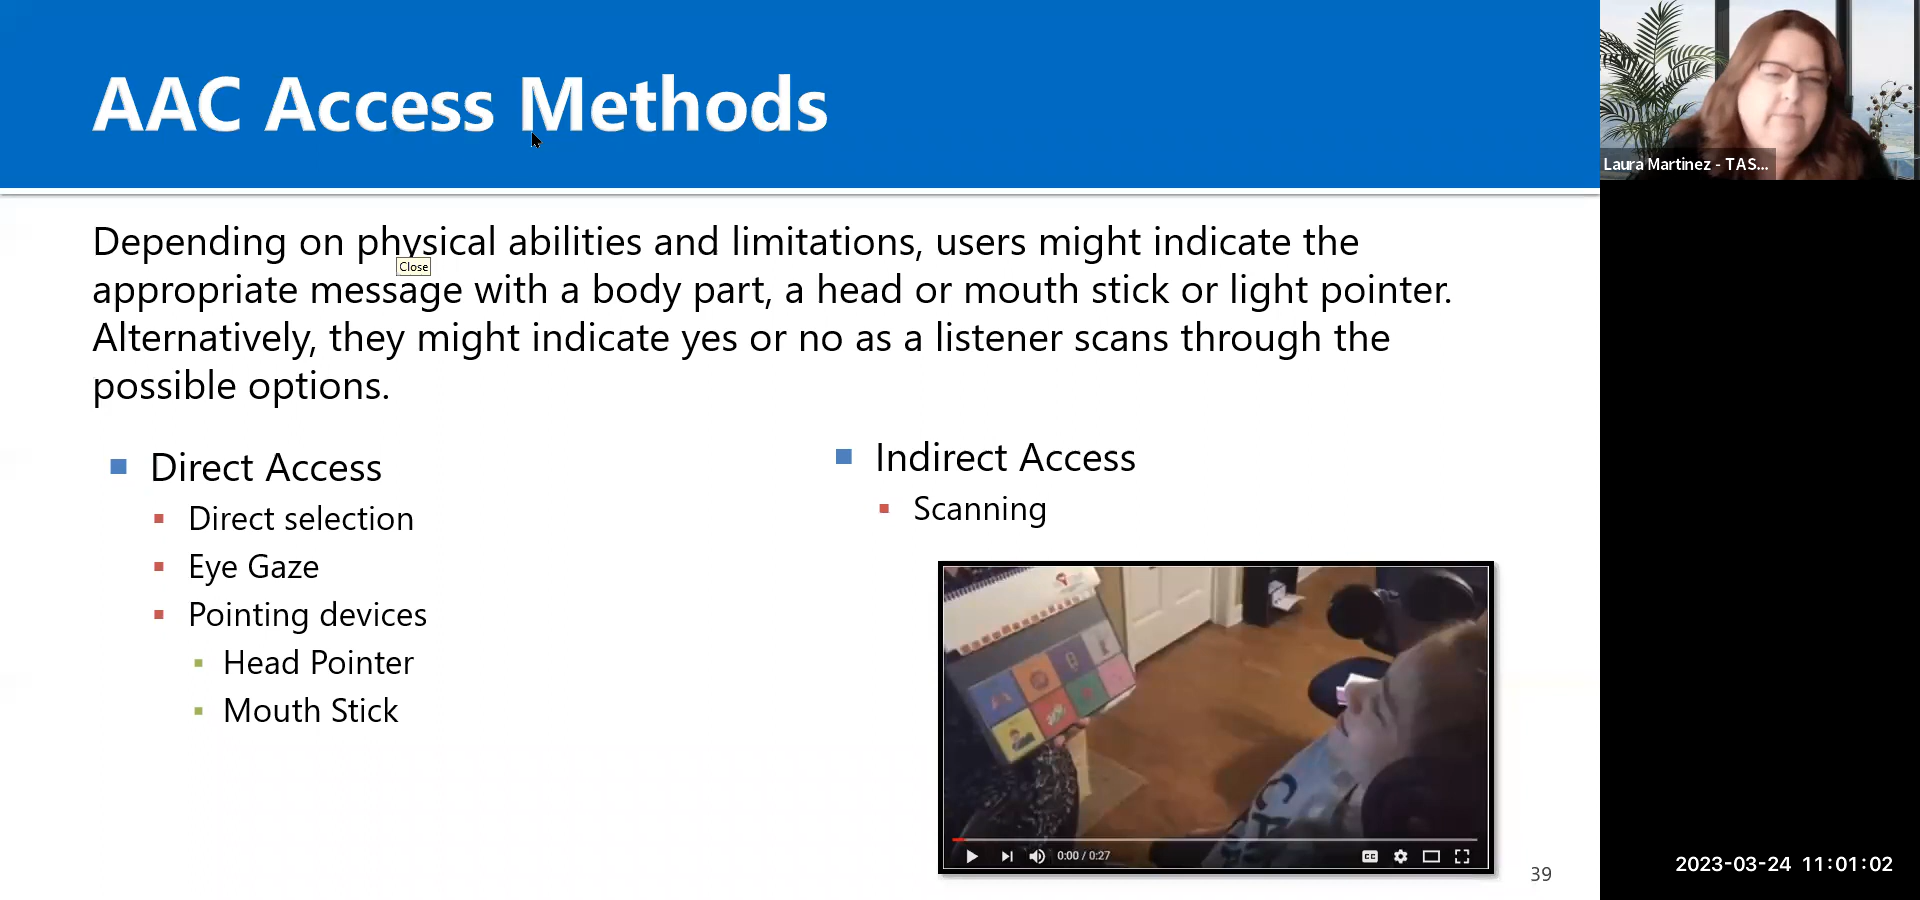 AAC Access Methods
Depending on physical abilities and limitations, users might indicate the
Close
appropriate message with a body part, a head or mouth stick or light pointer.
Alternatively, they might indicate yes or no as a listener scans through the
possible options.
Direct Access
Direct selection
Eye Gaze
Pointing devices
Head Pointer
Mouth Stick
Indirect Access
Scanning
0:00 / 0:27
CC
39
Laura Martinez - TAS...
2023-03-24 11:01:02